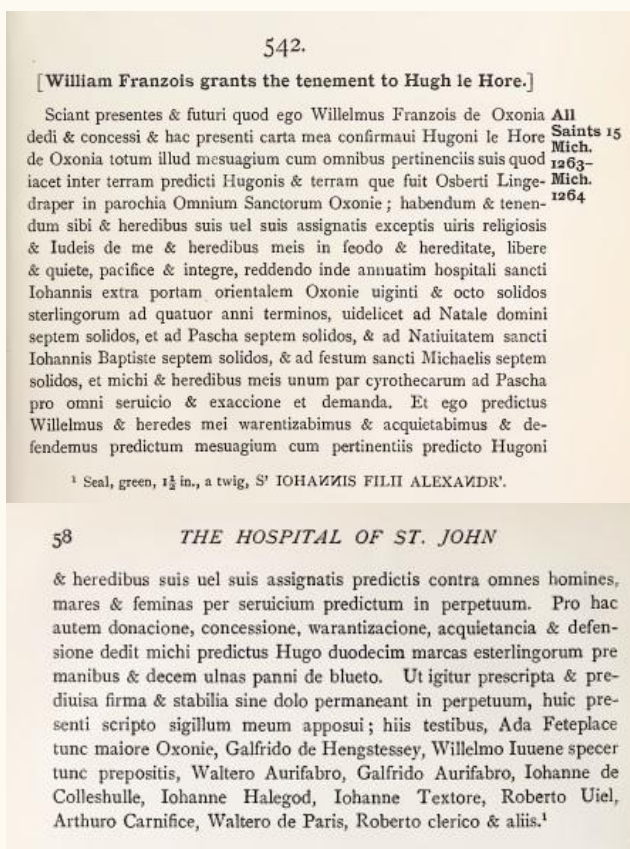 542.
[William Franzois grants the tenement to Hugh le Hore.]
Sciant presentes & futuri quod ego Willelmus Franzois de Oxonia
dedi & concessi & hac presenti carta mea confirmaui Hugoni le Hore
de Oxonia totum illud mesuagium cum omnibus pertinenciis suis quod
iacet inter terram predicti Hugonis & terram que fuit Osberti Linge-
draper in parochia Omnium Sanctorum Oxonie; habendum & tenen-
dum sibi & heredibus suis uel suis assignatis exceptis uiris religiosis
& Iudeis de me & heredibus meis in feodo & hereditate, libere
& quiete, pacifice & integre, reddendo inde annuatim hospitali sancti
Iohannis extra portam orientalem Oxonie uiginti & octo solidos
sterlingorum ad quatuor anni terminos, uidelicet ad Natale domini
septem solidos, et ad Pascha septem solidos, & ad Natiuitatem sancti
Iohannis Baptiste septem solidos, & ad festum sancti Michaelis septem
solidos, et michi & heredibus meis unum par cyrothecarum ad Pascha
pro omni seruicio & exaccione et demanda. Et ego predictus
Willelmus & heredes mei warentizabimus & acquietabimus & de-
fendemus predictum mesuagium cum pertinentiis predicto Hugoni
All
Saints 15
Mich.
1263–
Mich.
1264
¹ Seal, green, 1½ in., a twig, S' IOHAИИIS FILII ALEXAИDR'.
58 THE HOSPITAL OF ST. JOHN
& heredibus suis uel suis assignatis predictis contra omnes homines,
mares & feminas per seruicium predictum in perpetuum. Pro hac
autem donacione, concessione, warantizacione, acquietancia & defen-
sione dedit michi predictus Hugo duodecim marcas esterlingorum pre
manibus & decem ulnas panni de blueto. Ut igitur prescripta & pre-
diuisa firma & stabilia sine dolo permaneant in perpetuum, huic pre-
senti scripto sigillum meum apposui; hiis testibus, Ada Feteplace
tunc maiore Oxonie, Galfrido de Hengstessey, Willelmo Iuuene specer
tunc prepositis, Waltero Aurifabro, Galfrido Aurifabro, Iohanne de
Colleshulle, Iohanne Halegod, Iohanne Textore, Roberto Uiel,
Arthuro Carnifice, Waltero de Paris, Roberto clerico & aliis.¹